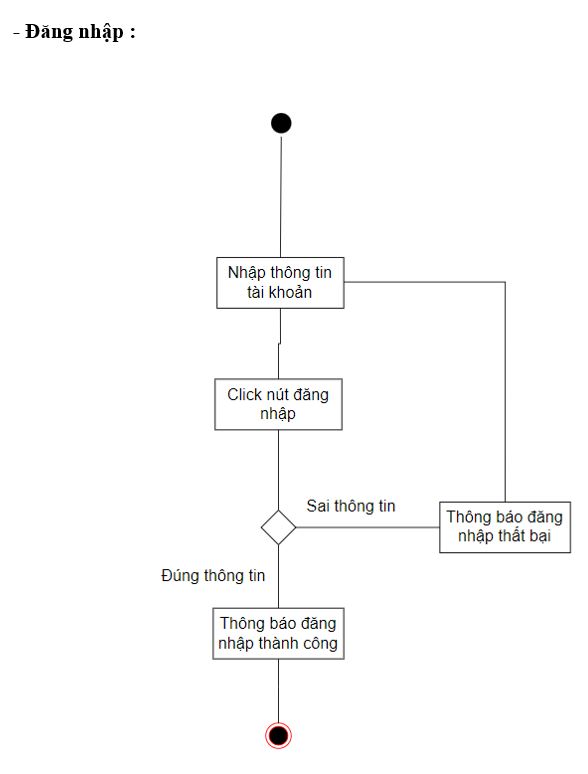 - Đăng nhập :
Nhập thông tin
tài khoản
Click nút đăng
nhập
Sai thông tin
Thông báo đăng
nhập thất bại
Đúng thông tin
Thông báo đăng
nhập thành công